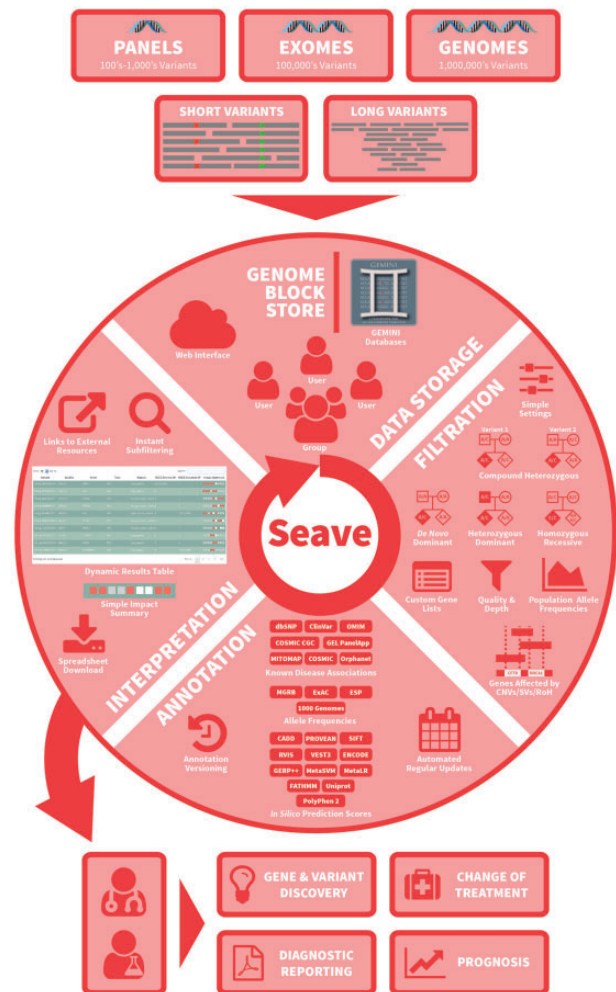 PANELS
100's-1,000's Variants
EXOMES
100,000's Variants
GENOMES
1,000,000's Variants
SHORT VARIANTS
LONG VARIANTS
GENOME
BLOCK
STORE
GEMINI
GEMINI
Databases
Web Interface
User
User
User
Group
DATA STORAGE
FILTRATION
Simple
Settings
Variant 1
Variant 2
Compound Heterozygous
De Novo
Dominant
Heterozygous
Dominant
Homozygous
Recessive
Custom Gene
Lists
Quality &
Depth
Population Allele
Frequencies
Genes Affected by
CNVs/SVs/RoH
Links to External
Resources
Instant
Subfiltering
Dynamic Results Table
Simple Impact
Summary
Spreadsheet
Download
INTERPRETATION
ANNOTATION
Seave
dbSNP ClinVar OMIM
COSMIC CGC GEL PanelApp
MITOMAP COSMIC Orphanet
Known Disease Associations
MGRB ExAC ESP
1000 Genomes
Allele Frequencies
CADD PROVEAN SIFT
RVIS VEST3 ENCODE
GERP++ MetaSVM MetaLR
FATHMM Uniprot
PolyPhen 2
In Silico Prediction Scores
Annotation
Versioning
Automated
Regular Updates
GENE & VARIANT
DISCOVERY
CHANGE OF
TREATMENT
DIAGNOSTIC
REPORTING
PROGNOSIS